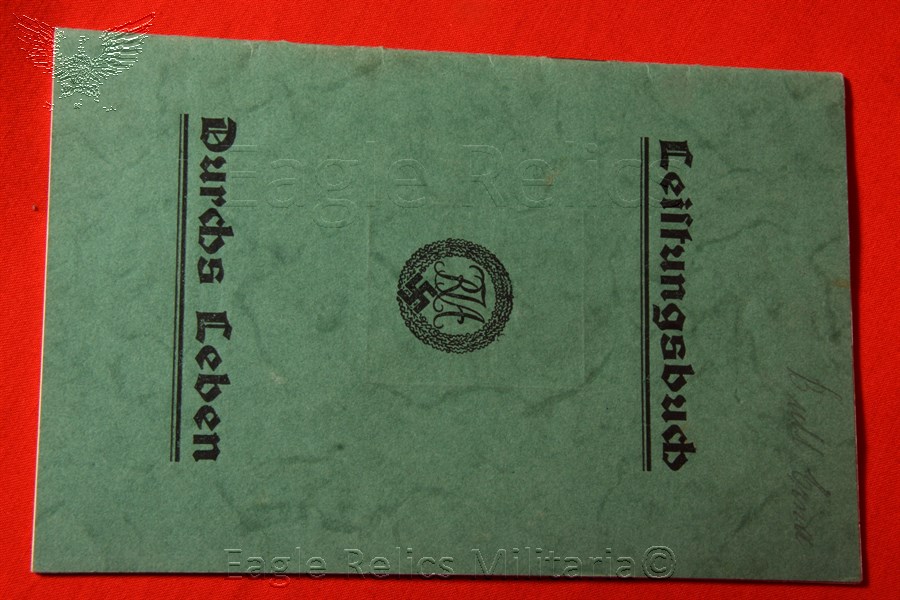 Leistungsbuch
RJA
Durchs Leben
Eagle Relics
Eagle Relics Militaria©